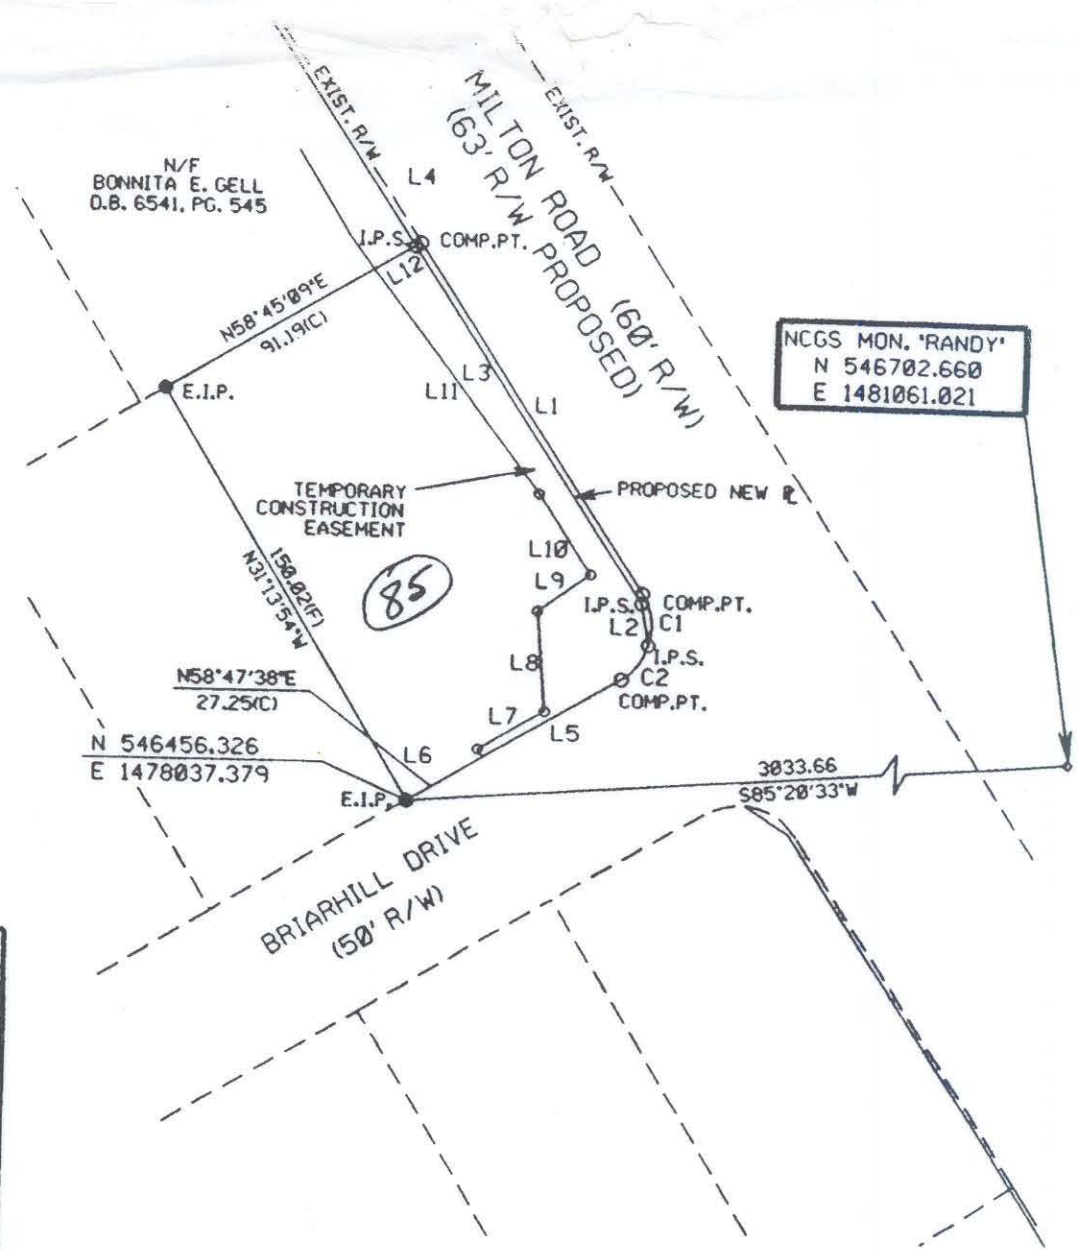 EXIST. R/W
MILTON ROAD (60' R/W)
(63' R/W PROPOSED)
EXIST. R/W
N/F
BONNITA E. GELL
D.B. 6541, PG. 545
L4
I.P.S.
COMP.PT.
L12
N58°45'09"E
91.19(C)
E.I.P.
L3
L11
L1
NCGS MON. 'RANDY'
N 546702.660
E 1481061.021
TEMPORARY
CONSTRUCTION
EASEMENT
PROPOSED NEW ⅊
L10
85
L9
150.02(F)
N31°13'54"W
I.P.S.
COMP.PT.
L2
C1
I.P.S.
L8
C2
COMP.PT.
N58°47'38"E
27.25(C)
L7
L5
N 546456.326
E 1478037.379
L6
E.I.P.
3033.66
S85°20'33"W
BRIARHILL DRIVE
(50' R/W)